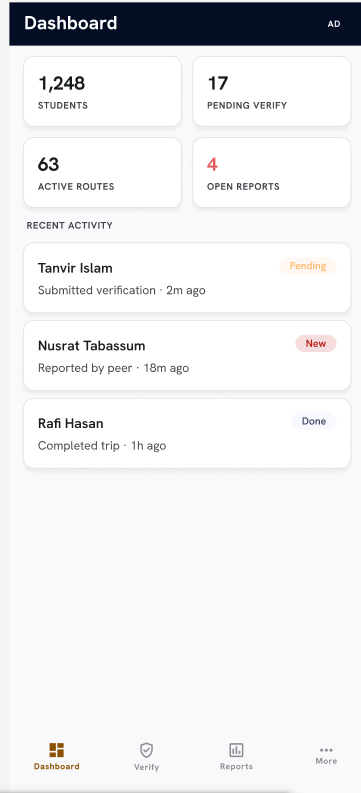 Dashboard AD
1,248
STUDENTS
17
PENDING VERIFY
63
ACTIVE ROUTES
4
OPEN REPORTS
RECENT ACTIVITY
Tanvir Islam Pending
Submitted verification · 2m ago
Nusrat Tabassum New
Reported by peer · 18m ago
Rafi Hasan Done
Completed trip · 1h ago
Dashboard Verify Reports More